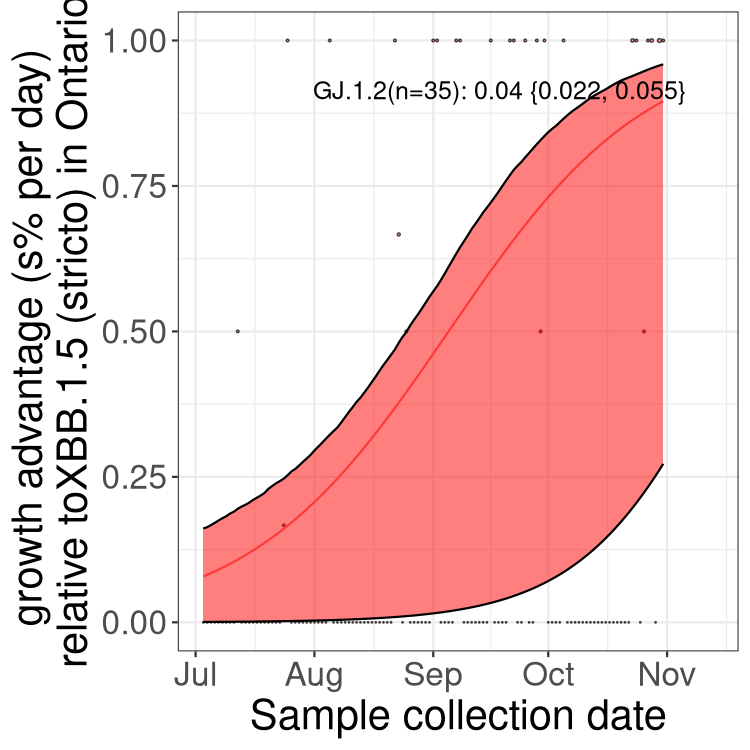 growth advantage (s% per day)
relative toXBB.1.5 (stricto) in Ontario
1.00
0.75
0.50
0.25
0.00
GJ.1.2(n=35): 0.04 {0.022, 0.055}
Jul Aug Sep Oct Nov
Sample collection date